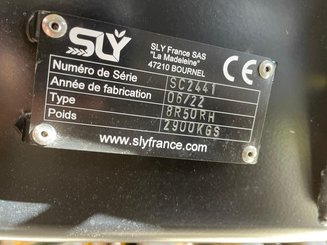 SLY
SLY France SAS
"La Madeleine"
47210 BOURNEL
CE
Numéro de Série SCZ441
Année de fabrication 06/22
Type 8R50RH
Poids 2900KGS
www.slyfrance.com